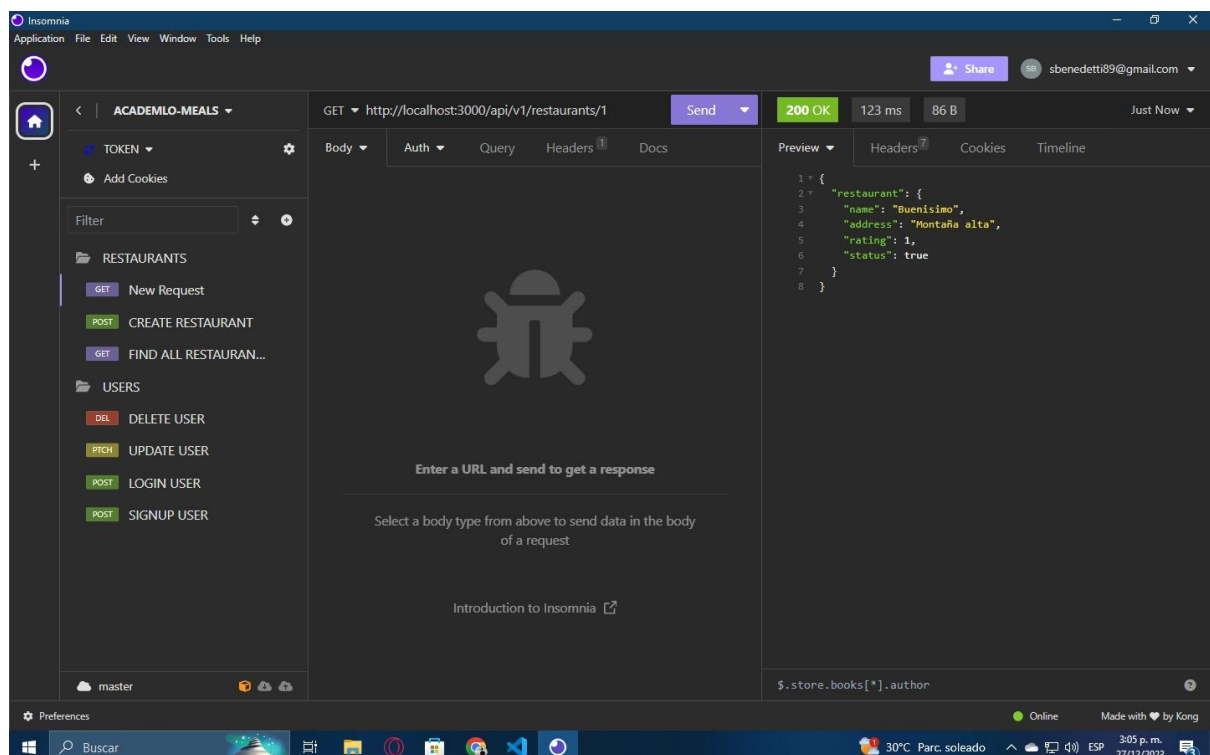 Insomnia
Application File Edit View Window Tools Help
Share
SB
sbenedetti89@gmail.com
ACADEMLO-MEALS
TOKEN
Add Cookies
Filter
RESTAURANTS
GET New Request
POST CREATE RESTAURANT
GET FIND ALL RESTAURAN...
USERS
DEL DELETE USER
PTCH UPDATE USER
POST LOGIN USER
POST SIGNUP USER
master
GET http://localhost:3000/api/v1/restaurants/1 Send
Body Auth Query Headers 1 Docs
Enter a URL and send to get a response
Select a body type from above to send data in the body
of a request
Introduction to Insomnia
200 OK 123 ms 86 B Just Now
Preview Headers 7 Cookies Timeline
1 {
2 "restaurant": {
3 "name": "Buenisimo",
4 "address": "Montaña alta",
5 "rating": 1,
6 "status": true
7 }
8 }
$.store.books[*].author
Preferences
Online Made with ♥ by Kong
Buscar
1
30°C Parc. soleado
ESP
3:05 p. m.
27/12/2023
3